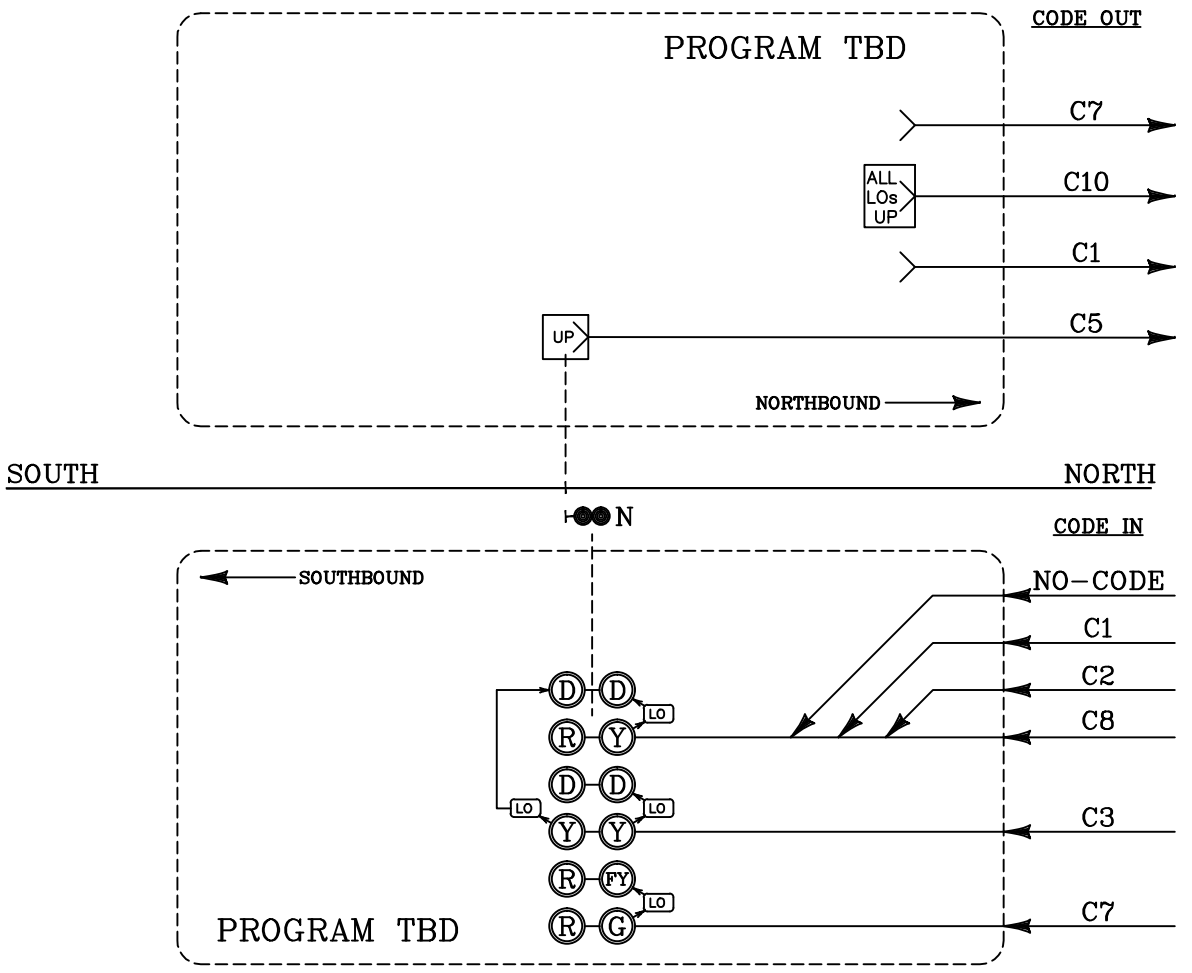 CODE OUT
PROGRAM TBD
C7
ALL
LOs
UP
C10
C1
UP
C5
NORTHBOUND
SOUTH
NORTH
N
CODE IN
SOUTHBOUND
NO-CODE
C1
D D
C2
LO
R Y
C8
D D
LO
LO
Y Y
C3
R FY
LO
PROGRAM TBD
R G
C7